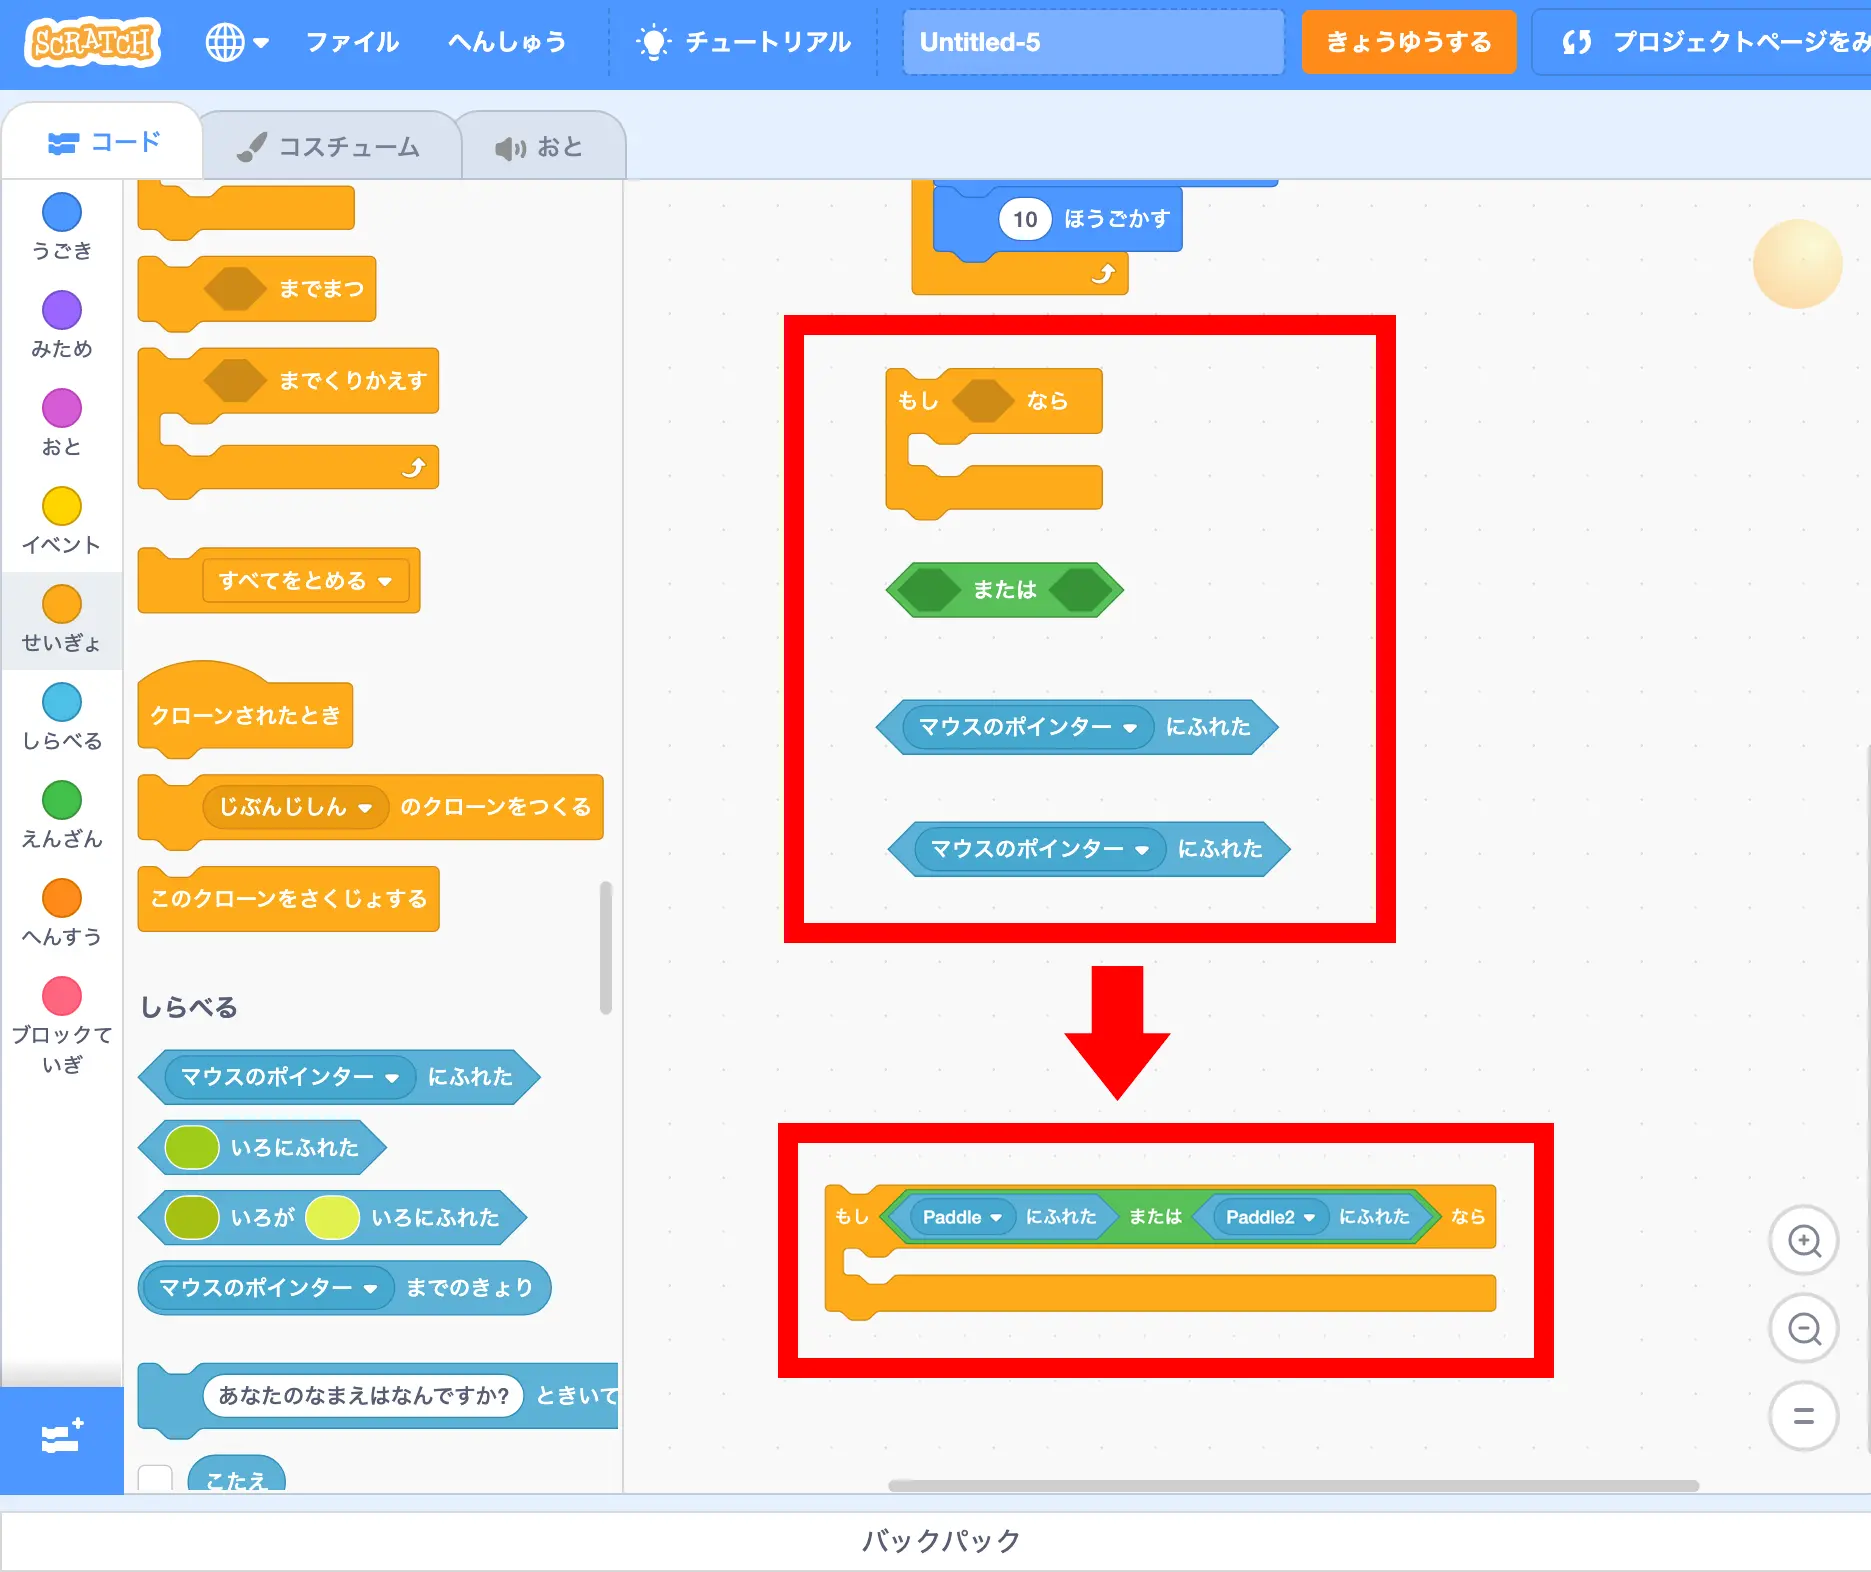 SCRATCH ファイル へんしゅう チュートリアル Untitled-5 きょうゆうする プロジェクトページをみ
コード コスチューム おと
うごき
みため
おと
イベント
せいぎょ
しらべる
えんざん
へんすう
ブロックて
いぎ
までまつ
までくりかえす
すべてをとめる
クローンされたとき
じぶんじしん のクローンをつくる
このクローンをさくじょする
しらべる
マウスのポインター にふれた
いろにふれた
いろが いろにふれた
マウスのポインター までのきょり
あなたのなまえはなんですか? ときいて
こたえ
10 ほうごかす
もし なら
または
マウスのポインター にふれた
マウスのポインター にふれた
もし Paddle にふれた または Paddle2 にふれた なら
バックパック